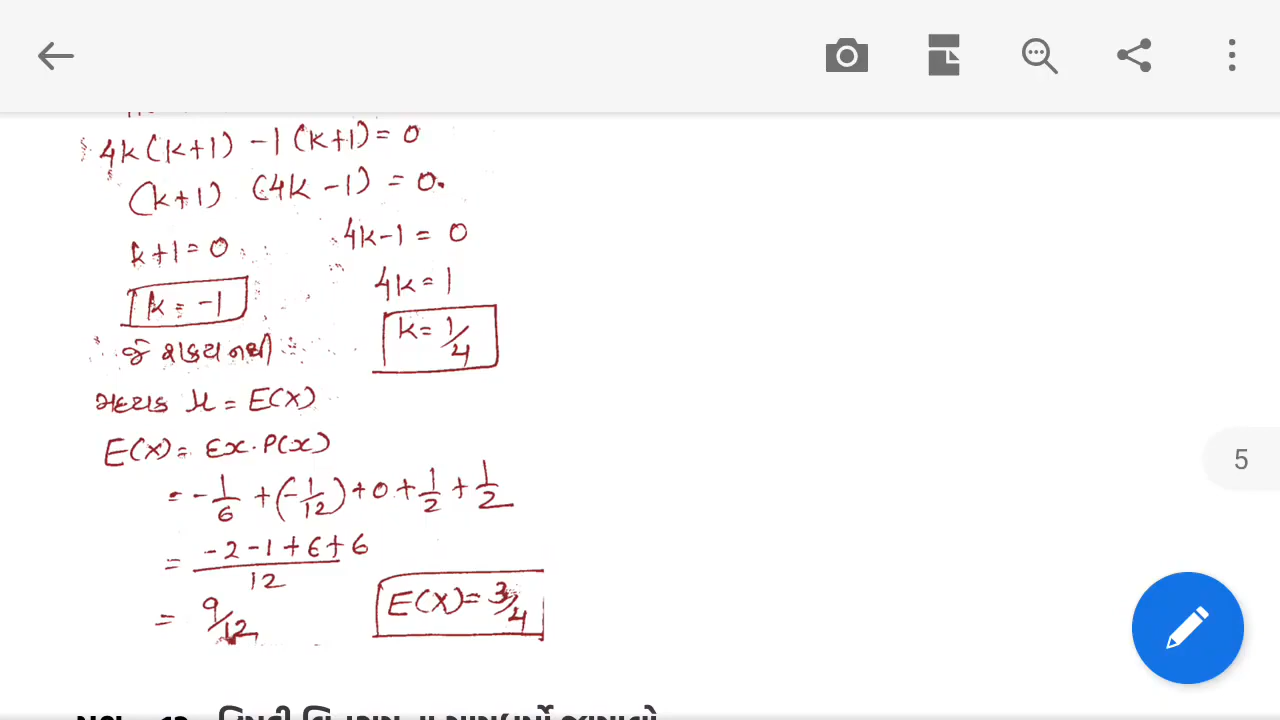 4k(k+1) -1(k+1)=0
(k+1) (4k-1) = 0.
k+1=0 4k-1=0
k=-1 4k=1
જે શક્ય નથી k=1/4
મધ્યક μ = E(X)
E(X)= Σx.P(x)
= -1/6 + (-1/12) + 0 + 1/2 + 1/2
= (-2-1+6+6)/12
= 9/12 E(X)=3/4
5